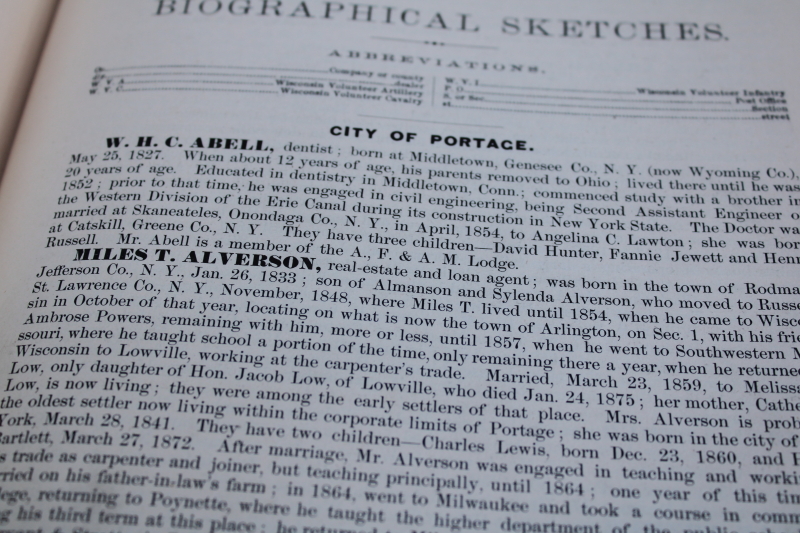 BIOGRAPHICAL SKETCHES.
ABBREVIATIONS.
Co. Company or county
dealer
W. V. A. Wisconsin Volunteer Artillery
W. V. C. Wisconsin Volunteer Cavalry
W. V. I. Wisconsin Volunteer Infantry
P. O. Post Office
S. or Sec. Section
st. street
CITY OF PORTAGE.
W. H. C. ABELL, dentist; born at Middletown, Genesee Co., N. Y. (now Wyoming Co.),
May 25, 1827. When about 12 years of age, his parents removed to Ohio; lived there until he was
20 years of age. Educated in dentistry in Middletown, Conn.; commenced study with a brother in
1852; prior to that time, he was engaged in civil engineering, being Second Assistant Engineer o
the Western Division of the Erie Canal during its construction in New York State. The Doctor wa
married at Skaneateles, Onondaga Co., N. Y., in April, 1854, to Angelina C. Lawton; she was born
at Catskill, Greene Co., N. Y. They have three children—David Hunter, Fannie Jewett and Henr
Russell. Mr. Abell is a member of the A., F. & A. M. Lodge.
MILES T. ALVERSON, real-estate and loan agent; was born in the town of Rodma
Jefferson Co., N. Y., Jan. 26, 1833; son of Almanson and Sylenda Alverson, who moved to Russe
St. Lawrence Co., N. Y., November, 1848, where Miles T. lived until 1854, when he came to Wisco
sin in October of that year, locating on what is now the town of Arlington, on Sec. 1, with his frie
Ambrose Powers, remaining with him, more or less, until 1857, when he went to Southwestern M
ssouri, where he taught school a portion of the time, only remaining there a year, when he returned
Wisconsin to Lowville, working at the carpenter's trade. Married, March 23, 1859, to Melissa
Low, only daughter of Hon. Jacob Low, of Lowville, who died Jan. 24, 1875; her mother, Cathe
Low, is now living; they were among the early settlers of that place. Mrs. Alverson is prob
the oldest settler now living within the corporate limits of Portage; she was born in the city of
York, March 28, 1841. They have two children—Charles Lewis, born Dec. 23, 1860, and H
Bartlett, March 27, 1872. After marriage, Mr. Alverson was engaged in teaching and worki
s trade as carpenter and joiner, but teaching principally, until 1864; one year of this tim
ried on his father-in-law's farm; in 1864, went to Milwaukee and took a course in comm
lege, returning to Poynette, where he taught the higher department of the public
g his third term at this place; he returned